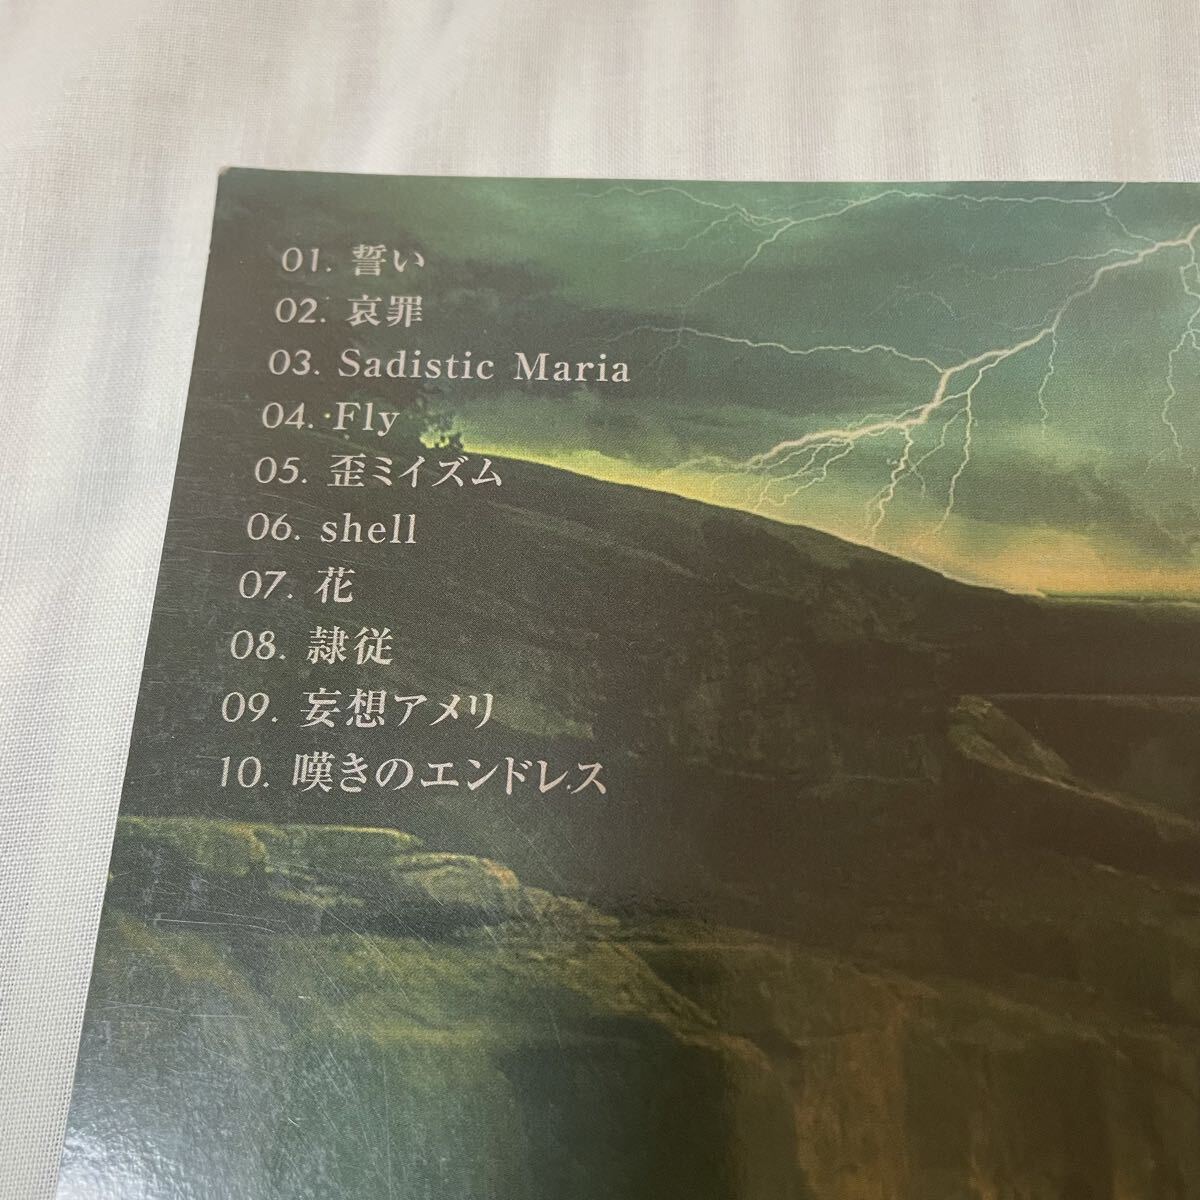 01. 誓い
02. 哀罪
03. Sadistic Maria
04. Fly
05. 歪ミイズム
06. shell
07. 花
08. 隷従
09. 妄想アメリ
10. 嘆きのエンドレス